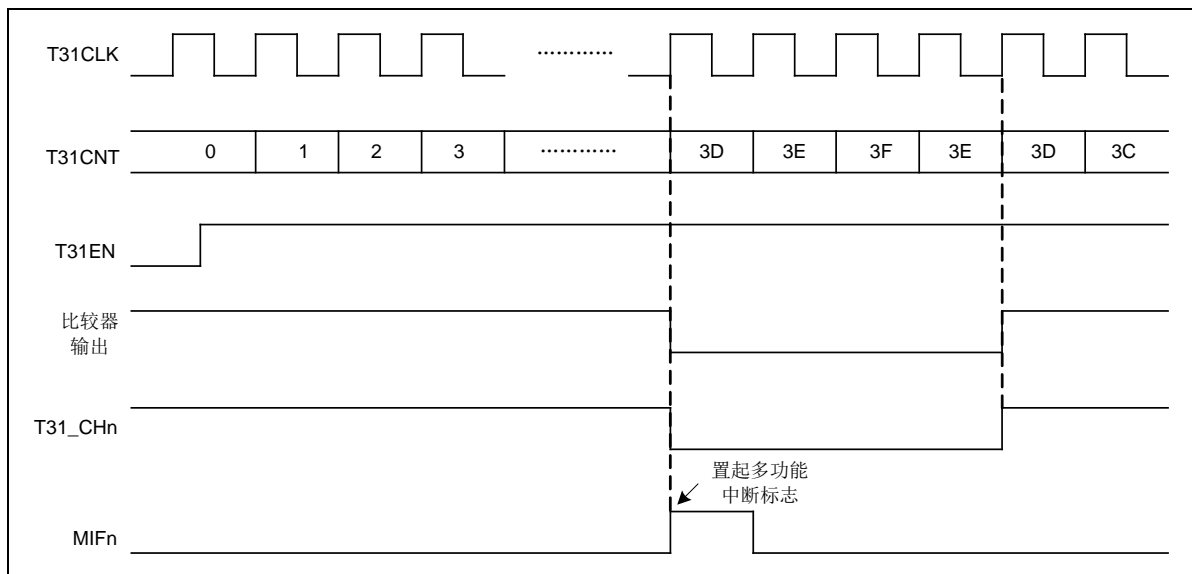 T31CLK
…………
T31CNT 0 1 2 3 ………… 3D 3E 3F 3E 3D 3C
T31EN
比较器
输出
T31_CHn
置起多功能
中断标志
MIFn